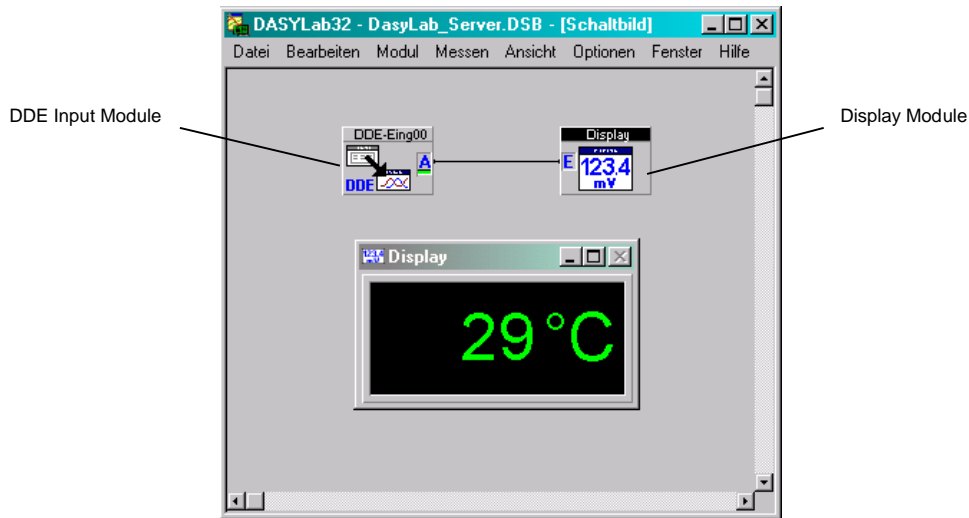 DASYLab32 - DasyLab_Server.DSB - [Schaltbild]
Datei Bearbeiten Modul Messen Ansicht Optionen Fenster Hilfe
DDE Input Module
Display Module
DDE-Eing00
DDE
A
Display
E
123.4
mV
Display
29 °C